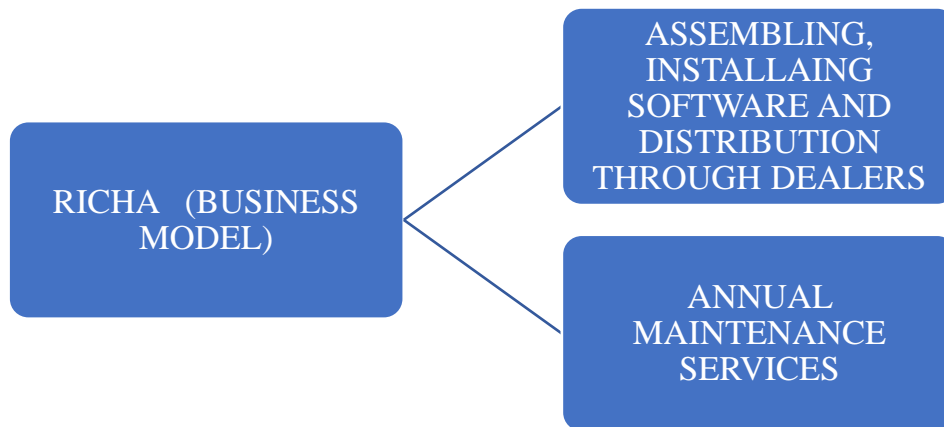 RICHA (BUSINESS
MODEL)
ASSEMBLING,
INSTALLAING
SOFTWARE AND
DISTRIBUTION
THROUGH DEALERS
ANNUAL
MAINTENANCE
SERVICES